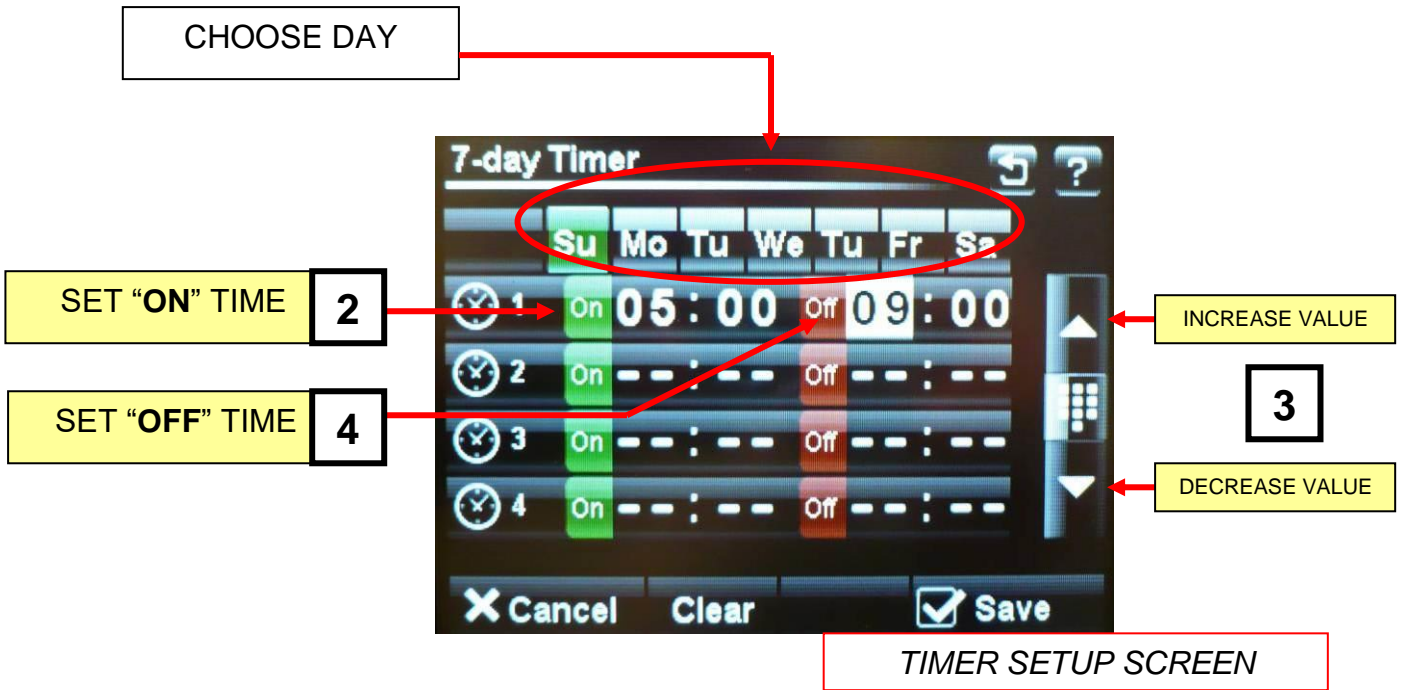 CHOOSE DAY
7-day Timer ?
Su Mo Tu We Tu Fr Sa
SET “ON” TIME 2
1 On 05:00 Off 09:00
INCREASE VALUE
2 On --:-- Off --:--
3
SET “OFF” TIME 4
3 On --:-- Off --:--
DECREASE VALUE
4 On --:-- Off --:--
Cancel Clear Save
TIMER SETUP SCREEN